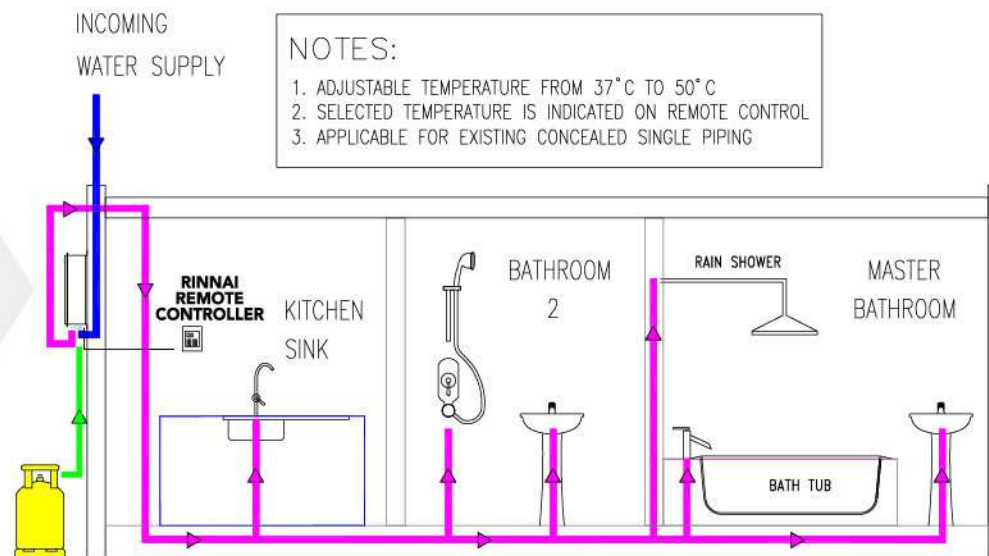 INCOMING
WATER SUPPLY
NOTES:
1. ADJUSTABLE TEMPERATURE FROM 37°C TO 50°C
2. SELECTED TEMPERATURE IS INDICATED ON REMOTE CONTROL
3. APPLICABLE FOR EXISTING CONCEALED SINGLE PIPING
RINNAI
REMOTE
CONTROLLER
KITCHEN
SINK
BATHROOM
2
RAIN SHOWER
MASTER
BATHROOM
BATH TUB